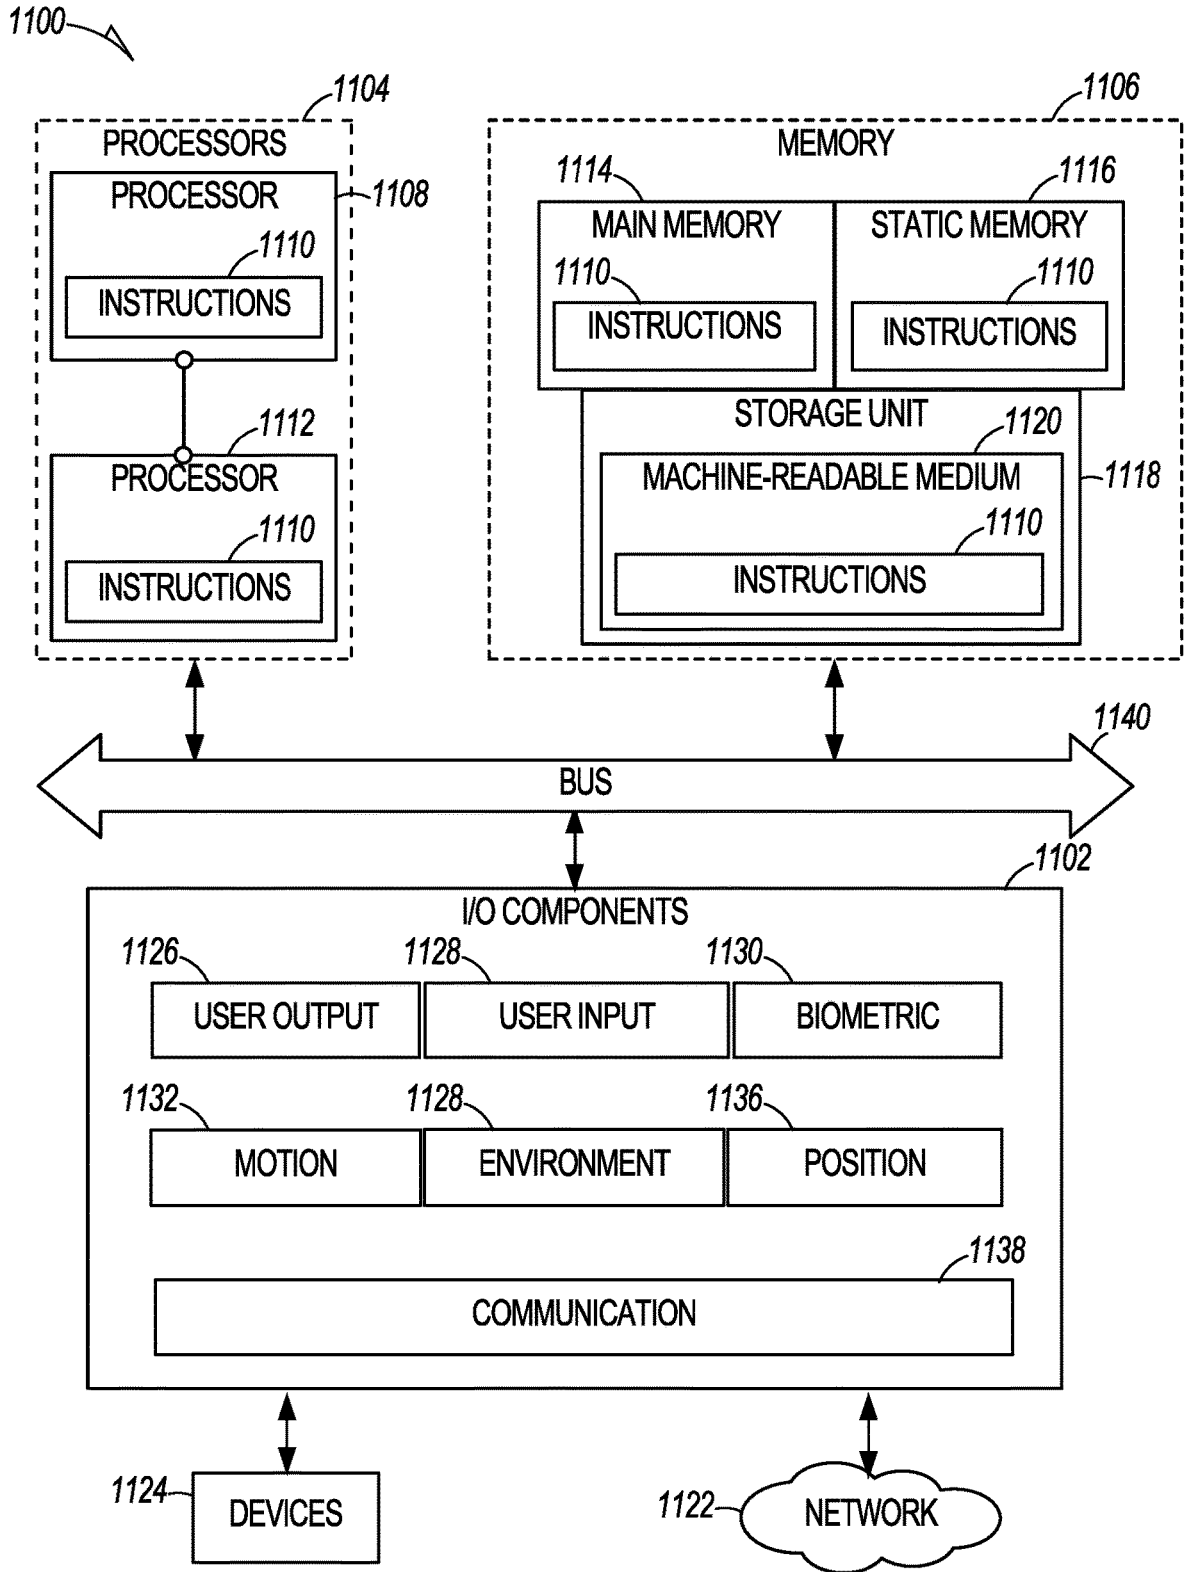 1100
1104
PROCESSORS
PROCESSOR
1108
1110
INSTRUCTIONS
1112
PROCESSOR
1110
INSTRUCTIONS
1106
MEMORY
1114
MAIN MEMORY
1110
INSTRUCTIONS
1116
STATIC MEMORY
1110
INSTRUCTIONS
STORAGE UNIT
1120
MACHINE-READABLE MEDIUM
1118
1110
INSTRUCTIONS
1140
BUS
1102
I/O COMPONENTS
1126
USER OUTPUT
1128
USER INPUT
1130
BIOMETRIC
1132
MOTION
1128
ENVIRONMENT
1136
POSITION
1138
COMMUNICATION
1124
DEVICES
1122
NETWORK